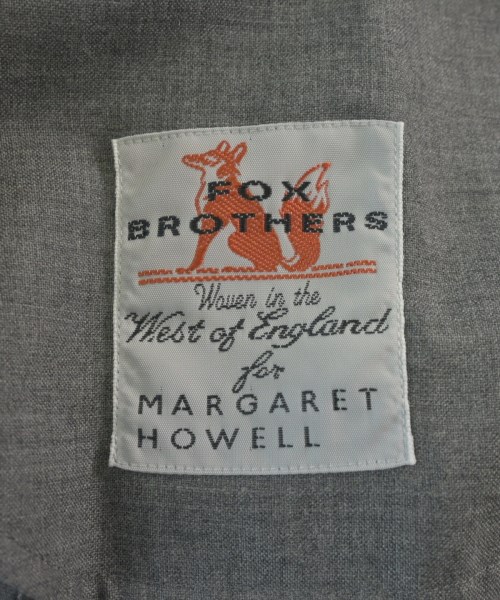 FOX
BROTHERS
Woven in the
West of England
for
MARGARET
HOWELL